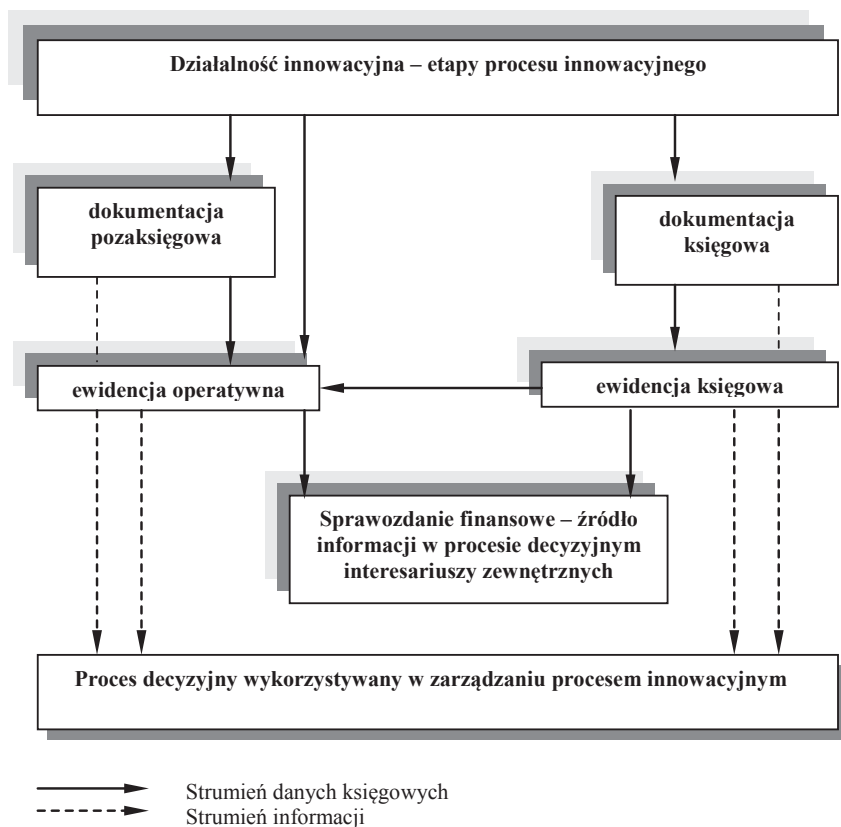 Działalność innowacyjna – etapy procesu innowacyjnego
dokumentacja
pozaksięgowa
dokumentacja
księgowa
ewidencja operatywna
ewidencja księgowa
Sprawozdanie finansowe – źródło
informacji w procesie decyzyjnym
interesariuszy zewnętrznych
Proces decyzyjny wykorzystywany w zarządzaniu procesem innowacyjnym
Strumień danych księgowych
Strumień informacji